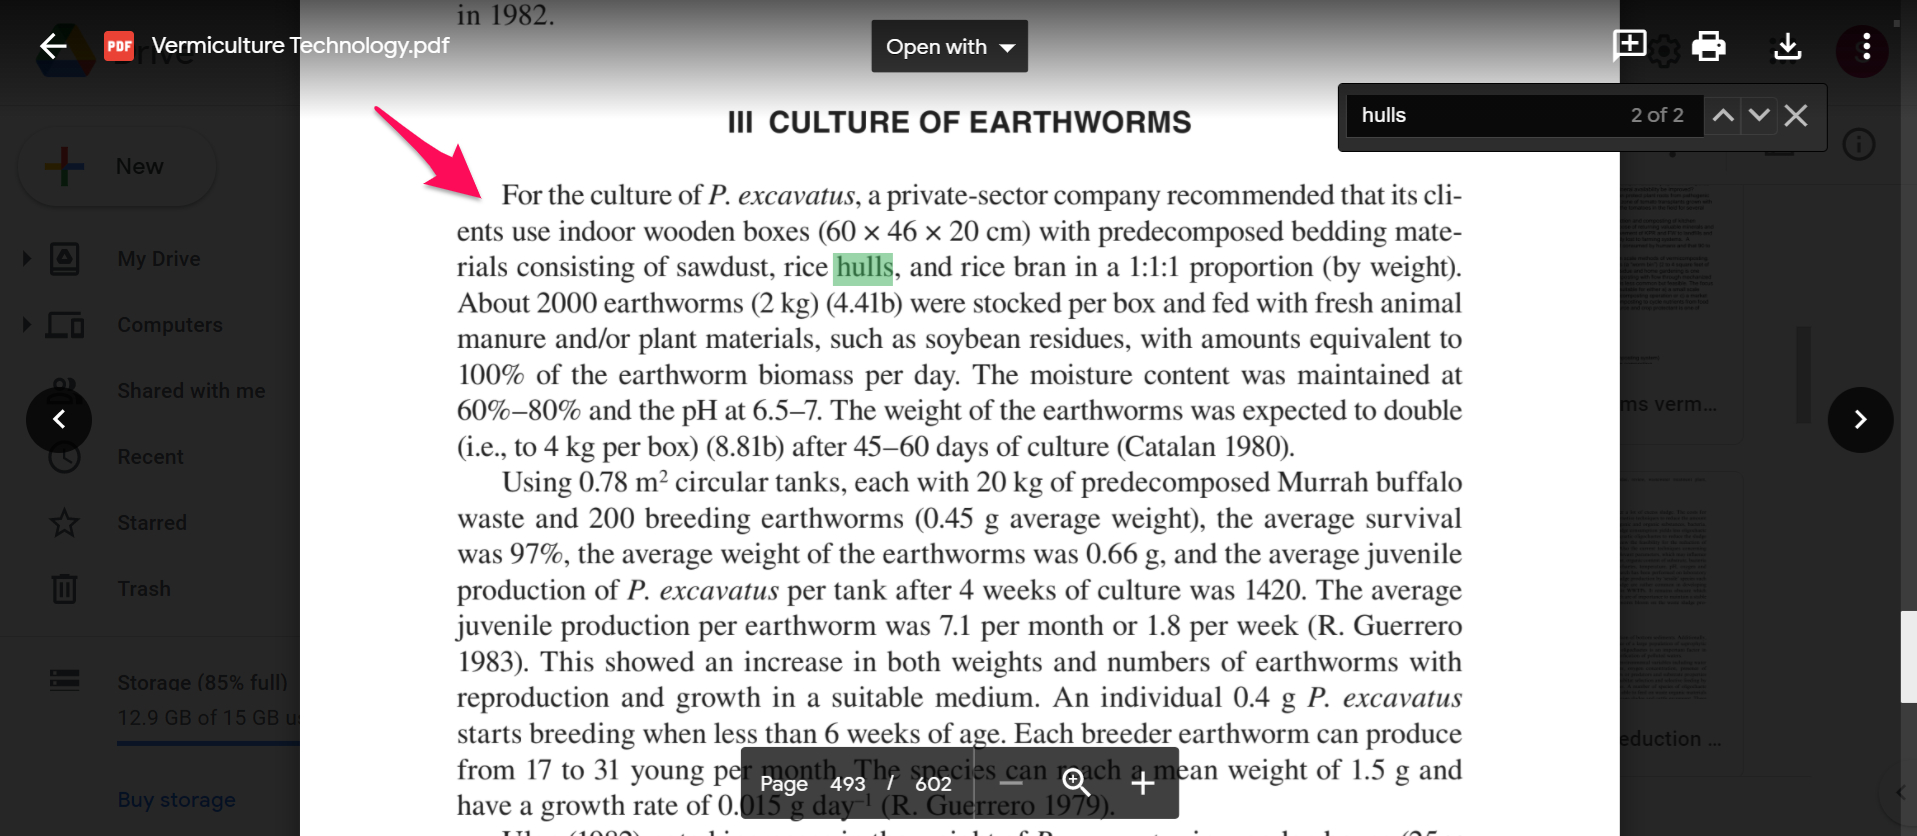 in 1982.
Vermiculture Technology.pdf
PDF
Open with
hulls
2 of 2
III CULTURE OF EARTHWORMS
New
My Drive
Computers
Shared with me
Recent
Starred
Trash
Storage (85% full)
12.9 GB of 15 GB u
Buy storage
For the culture of P. excavatus, a private-sector company recommended that its cli-
ents use indoor wooden boxes (60 × 46 × 20 cm) with predecomposed bedding mate-
rials consisting of sawdust, rice hulls, and rice bran in a 1:1:1 proportion (by weight).
About 2000 earthworms (2 kg) (4.41b) were stocked per box and fed with fresh animal
manure and/or plant materials, such as soybean residues, with amounts equivalent to
100% of the earthworm biomass per day. The moisture content was maintained at
60%–80% and the pH at 6.5–7. The weight of the earthworms was expected to double
(i.e., to 4 kg per box) (8.81b) after 45–60 days of culture (Catalan 1980).
Using 0.78 m² circular tanks, each with 20 kg of predecomposed Murrah buffalo
waste and 200 breeding earthworms (0.45 g average weight), the average survival
was 97%, the average weight of the earthworms was 0.66 g, and the average juvenile
production of P. excavatus per tank after 4 weeks of culture was 1420. The average
juvenile production per earthworm was 7.1 per month or 1.8 per week (R. Guerrero
1983). This showed an increase in both weights and numbers of earthworms with
reproduction and growth in a suitable medium. An individual 0.4 g P. excavatus
starts breeding when less than 6 weeks of age. Each breeder earthworm can produce
from 17 to 31 young per month. The species can reach a mean weight of 1.5 g and
have a growth rate of 0.015 g day⁻¹ (R. Guerrero 1979).
Page 493 / 602
ms verm...
eduction ...